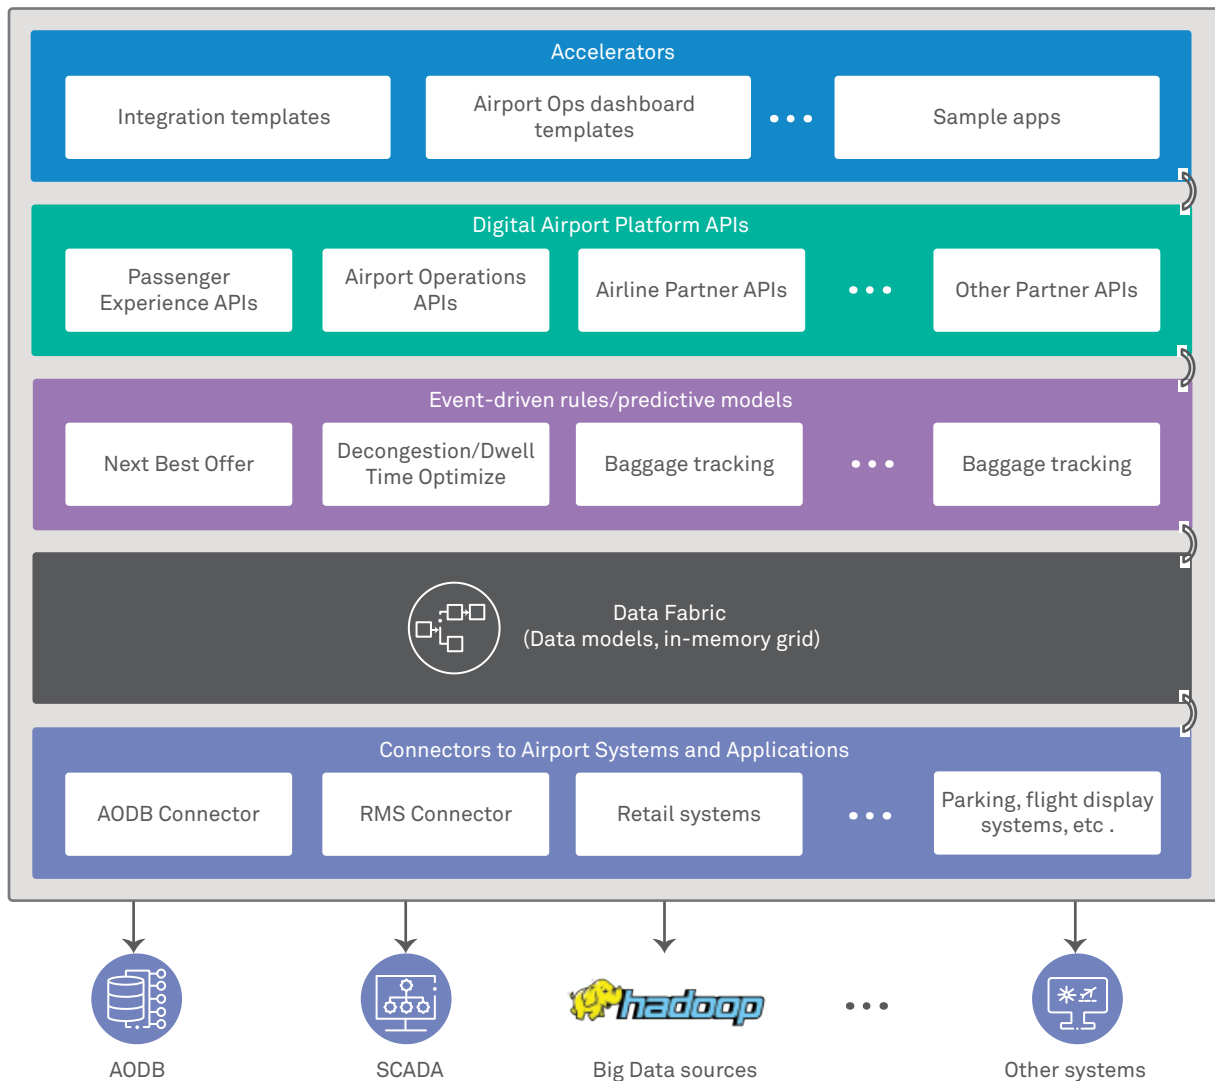 Accelerators
Integration templates
Airport Ops dashboard
templates
Sample apps
Digital Airport Platform APIs
Passenger
Experience APIs
Airport Operations
APIs
Airline Partner APIs
Other Partner APIs
Event-driven rules/predictive models
Next Best Offer
Decongestion/Dwell
Time Optimize
Baggage tracking
Baggage tracking
Data Fabric
(Data models, in-memory grid)
Connectors to Airport Systems and Applications
AODB Connector
RMS Connector
Retail systems
Parking, flight display
systems, etc .
hadoop
AODB
SCADA
Big Data sources
Other systems